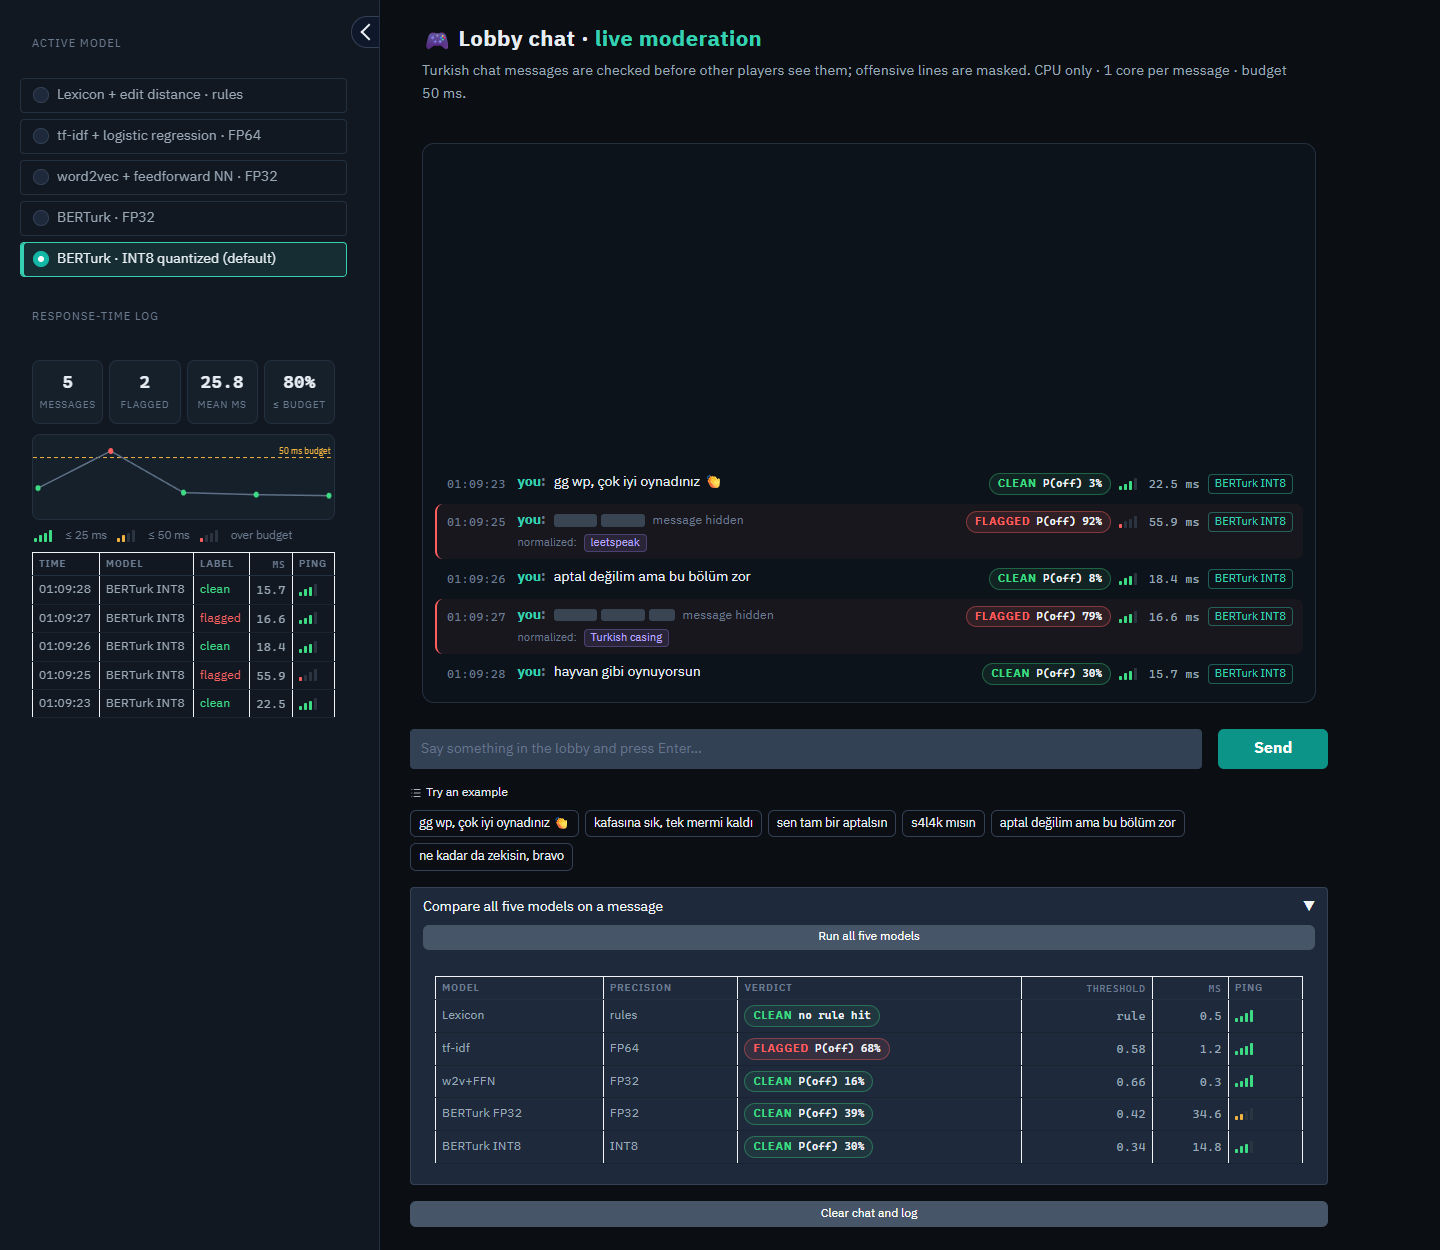 ACTIVE MODEL
Lexicon + edit distance · rules
tf-idf + logistic regression · FP64
word2vec + feedforward NN · FP32
BERTurk · FP32
BERTurk · INT8 quantized (default)
RESPONSE-TIME LOG
5 2 25.8 80%
MESSAGES FLAGGED MEAN MS ≤ BUDGET
50 ms budget
≤ 25 ms ≤ 50 ms over budget
TIME MODEL LABEL MS PING
01:09:28 BERTurk INT8 clean 15.7
01:09:27 BERTurk INT8 flagged 16.6
01:09:26 BERTurk INT8 clean 18.4
01:09:25 BERTurk INT8 flagged 55.9
01:09:23 BERTurk INT8 clean 22.5
🎮 Lobby chat · live moderation
Turkish chat messages are checked before other players see them; offensive lines are masked. CPU only · 1 core per message · budget
50 ms.
01:09:23 you: gg wp, çok iyi oynadınız 👏 CLEAN P(off) 3% 22.5 ms BERTurk INT8
01:09:25 you: message hidden FLAGGED P(off) 92% 55.9 ms BERTurk INT8
normalized: leetspeak
01:09:26 you: aptal değilim ama bu bölüm zor CLEAN P(off) 8% 18.4 ms BERTurk INT8
01:09:27 you: message hidden FLAGGED P(off) 79% 16.6 ms BERTurk INT8
normalized: Turkish casing
01:09:28 you: hayvan gibi oynuyorsun CLEAN P(off) 30% 15.7 ms BERTurk INT8
Say something in the lobby and press Enter...
Send
Try an example
gg wp, çok iyi oynadınız 👏 kafasına sık, tek mermi kaldı sen tam bir aptalsın s4l4k mısın aptal değilim ama bu bölüm zor
ne kadar da zekisin, bravo
Compare all five models on a message ▼
Run all five models
MODEL PRECISION VERDICT THRESHOLD MS PING
Lexicon rules CLEAN no rule hit rule 0.5
tf-idf FP64 FLAGGED P(off) 68% 0.58 1.2
w2v+FFN FP32 CLEAN P(off) 16% 0.66 0.3
BERTurk FP32 FP32 CLEAN P(off) 39% 0.42 34.6
BERTurk INT8 INT8 CLEAN P(off) 30% 0.34 14.8
Clear chat and log